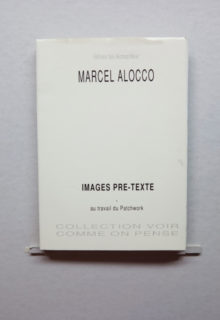 MARCEL ALOCCO
IMAGES PRE-TEXTE
au travail du Patchwork
COLLECTION VOIR
COMME ON PENSE